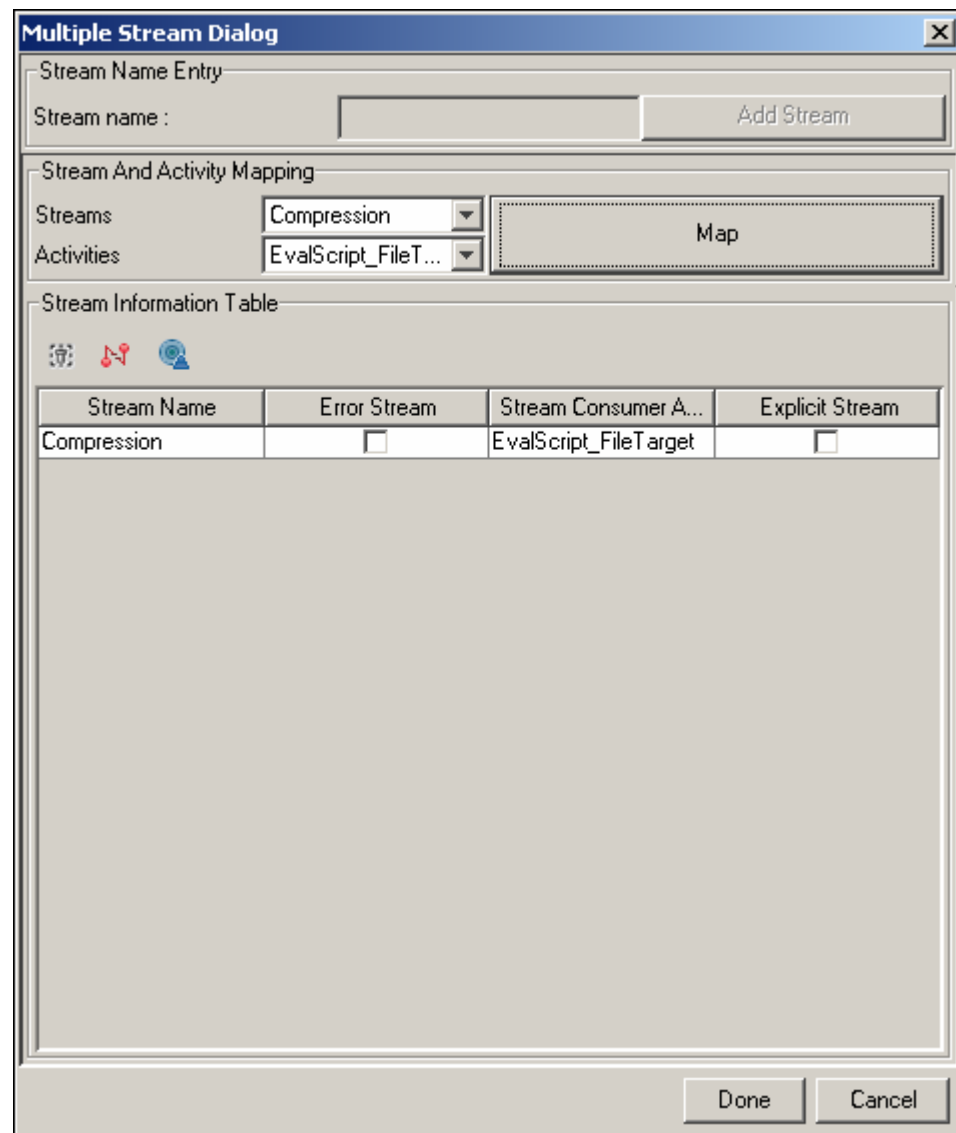 Multiple Stream Dialog
Stream Name Entry
Stream name :
Add Stream
Stream And Activity Mapping
Streams Compression
Map
Activities EvalScript_FileT...
Stream Information Table
Stream Name Error Stream Stream Consumer A... Explicit Stream
Compression EvalScript_FileTarget
Done Cancel